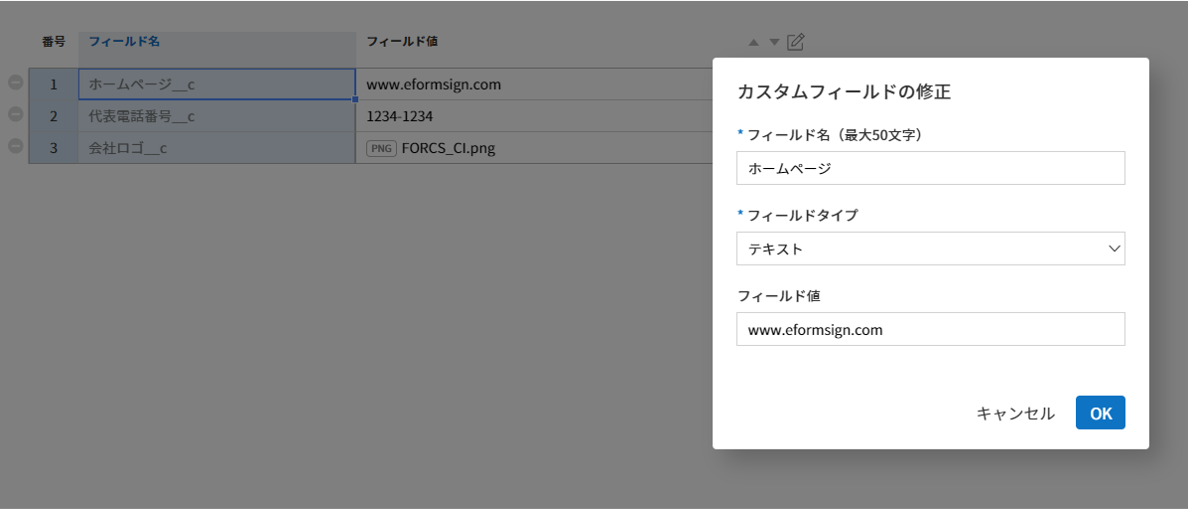 番号 フィールド名 フィールド値
1 ホームページ__c www.eformsign.com
2 代表電話番号__c 1234-1234
3 会社ロゴ__c PNG FORCS_CI.png
カスタムフィールドの修正
* フィールド名（最大50文字）
ホームページ
* フィールドタイプ
テキスト
フィールド値
www.eformsign.com
キャンセル OK